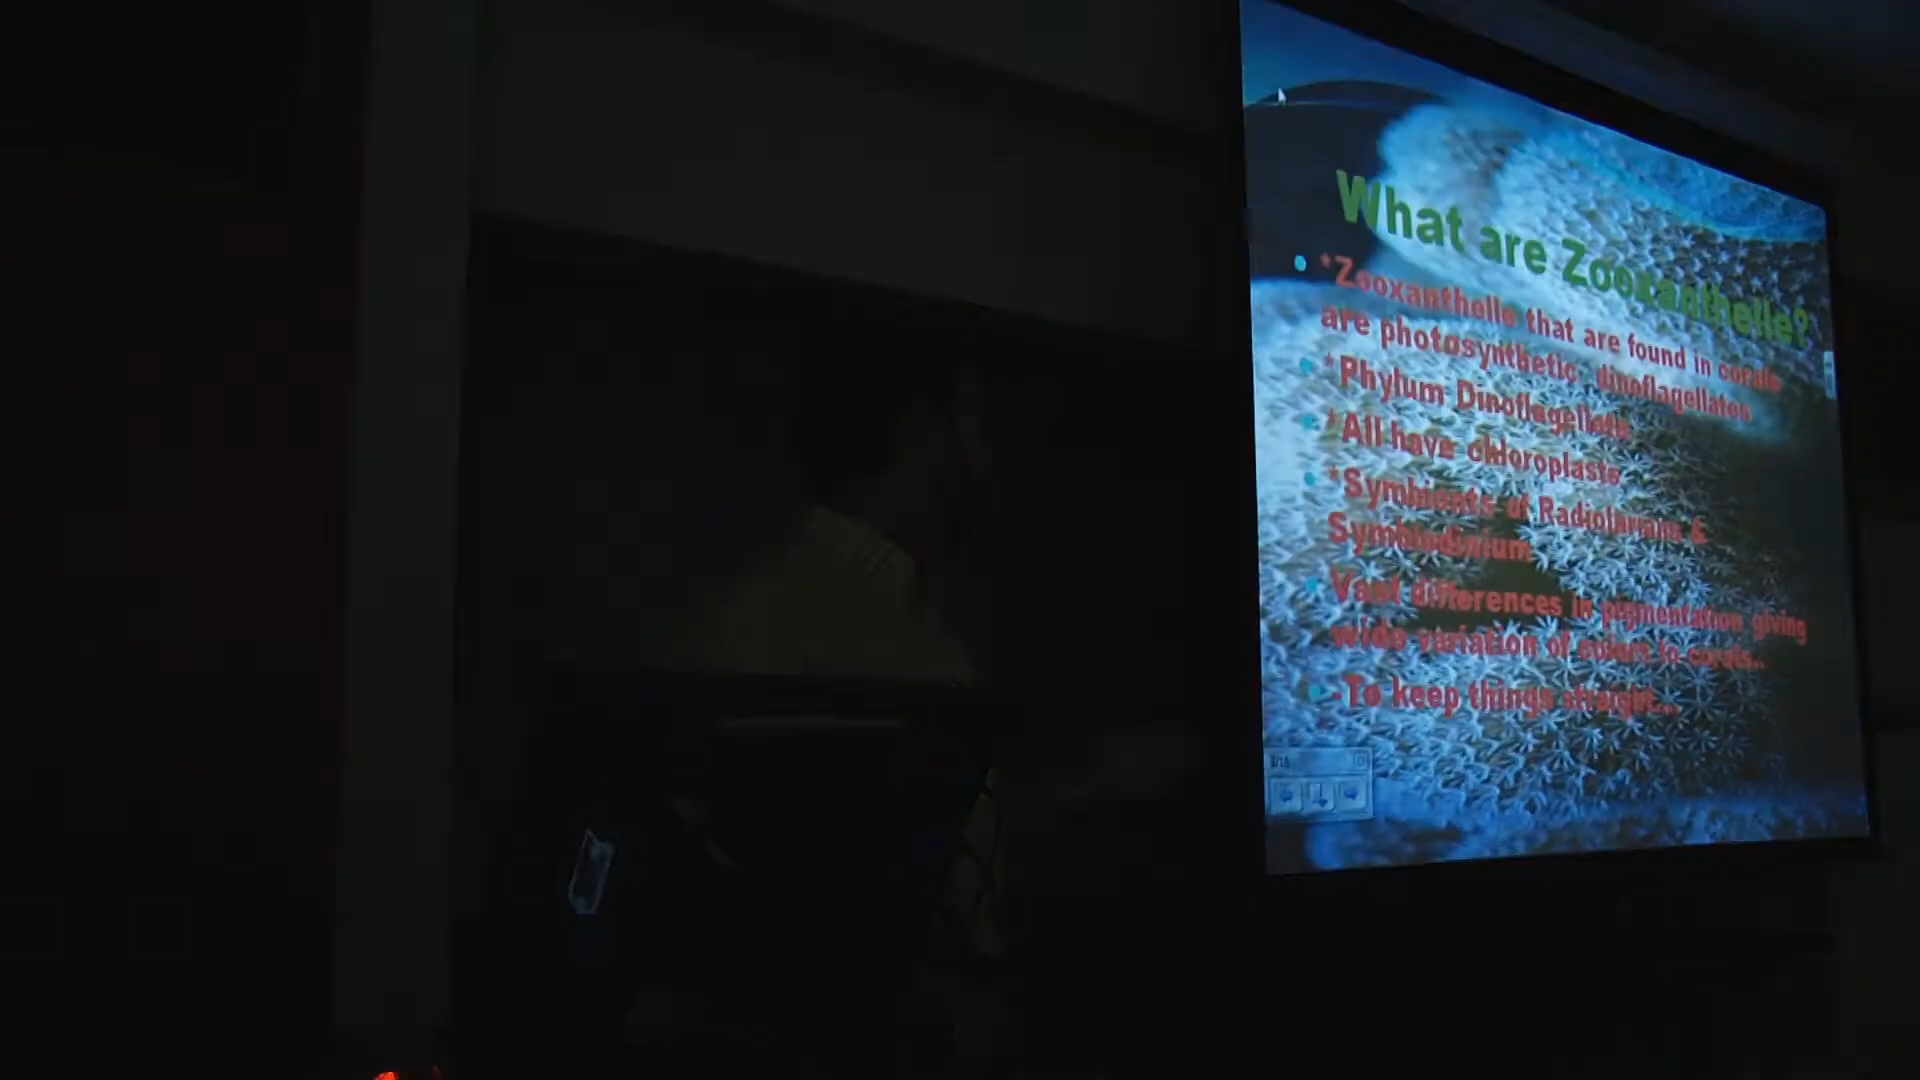 What are Zooxanthelle?
*Zooxanthelle that are found in corals
are photosynthetic, dinoflagellates
*Phylum Dinoflagellata
*All have chloroplasts
*Symbionts of Radiolarians &
Symbiodinium
Vast differences in pigmentation giving
wide variation of colors to corals..
-To keep things straight...